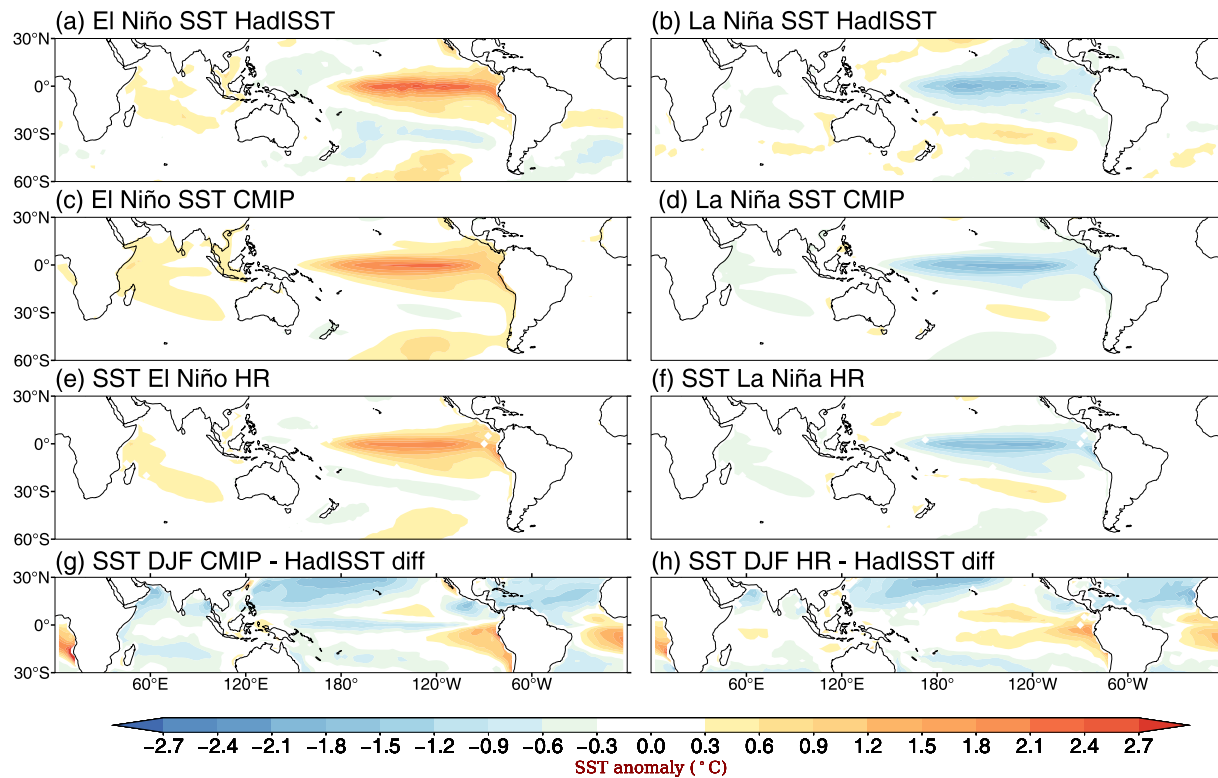 (a) El Niño SST HadISST
(b) La Niña SST HadISST
30°N
0°
30°S
60°S
(c) El Niño SST CMIP
(d) La Niña SST CMIP
30°N
0°
30°S
60°S
(e) SST El Niño HR
(f) SST La Niña HR
30°N
0°
30°S
60°S
(g) SST DJF CMIP - HadISST diff
(h) SST DJF HR - HadISST diff
30°N
0°
30°S
60°E 120°E 180° 120°W 60°W
60°E 120°E 180° 120°W 60°W
−2.7 −2.4 −2.1 −1.8 −1.5 −1.2 −0.9 −0.6 −0.3 0.0 0.3 0.6 0.9 1.2 1.5 1.8 2.1 2.4 2.7
SST anomaly (°C)